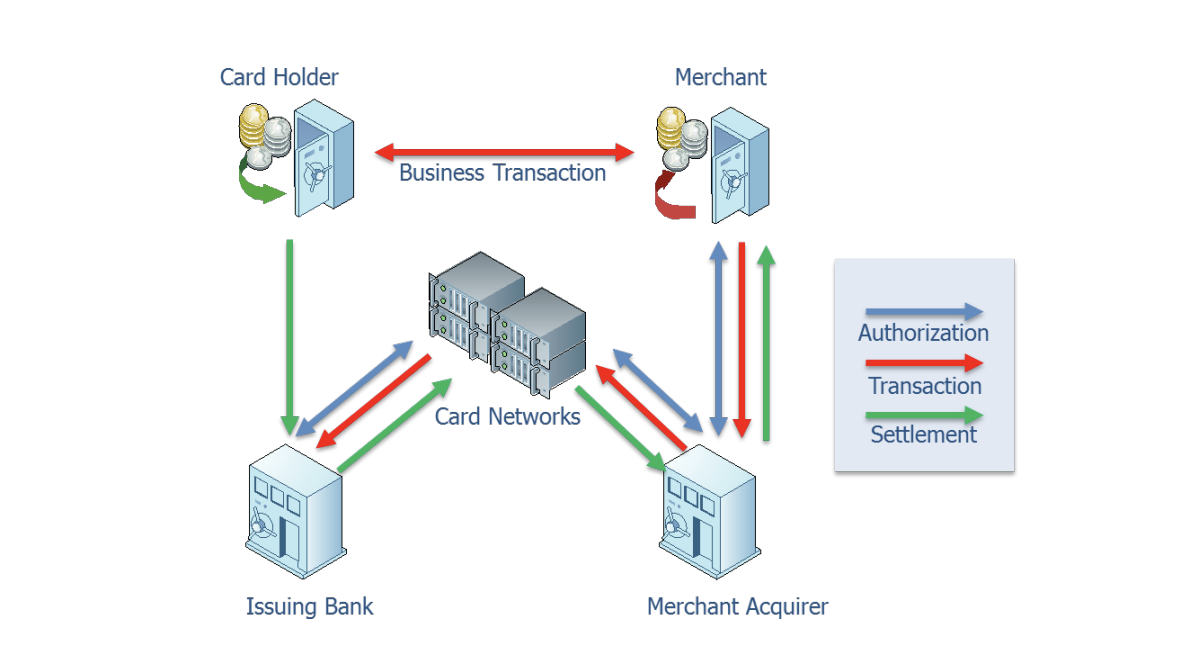 Card Holder
Merchant
Business Transaction
Card Networks
Authorization
Transaction
Settlement
Issuing Bank
Merchant Acquirer